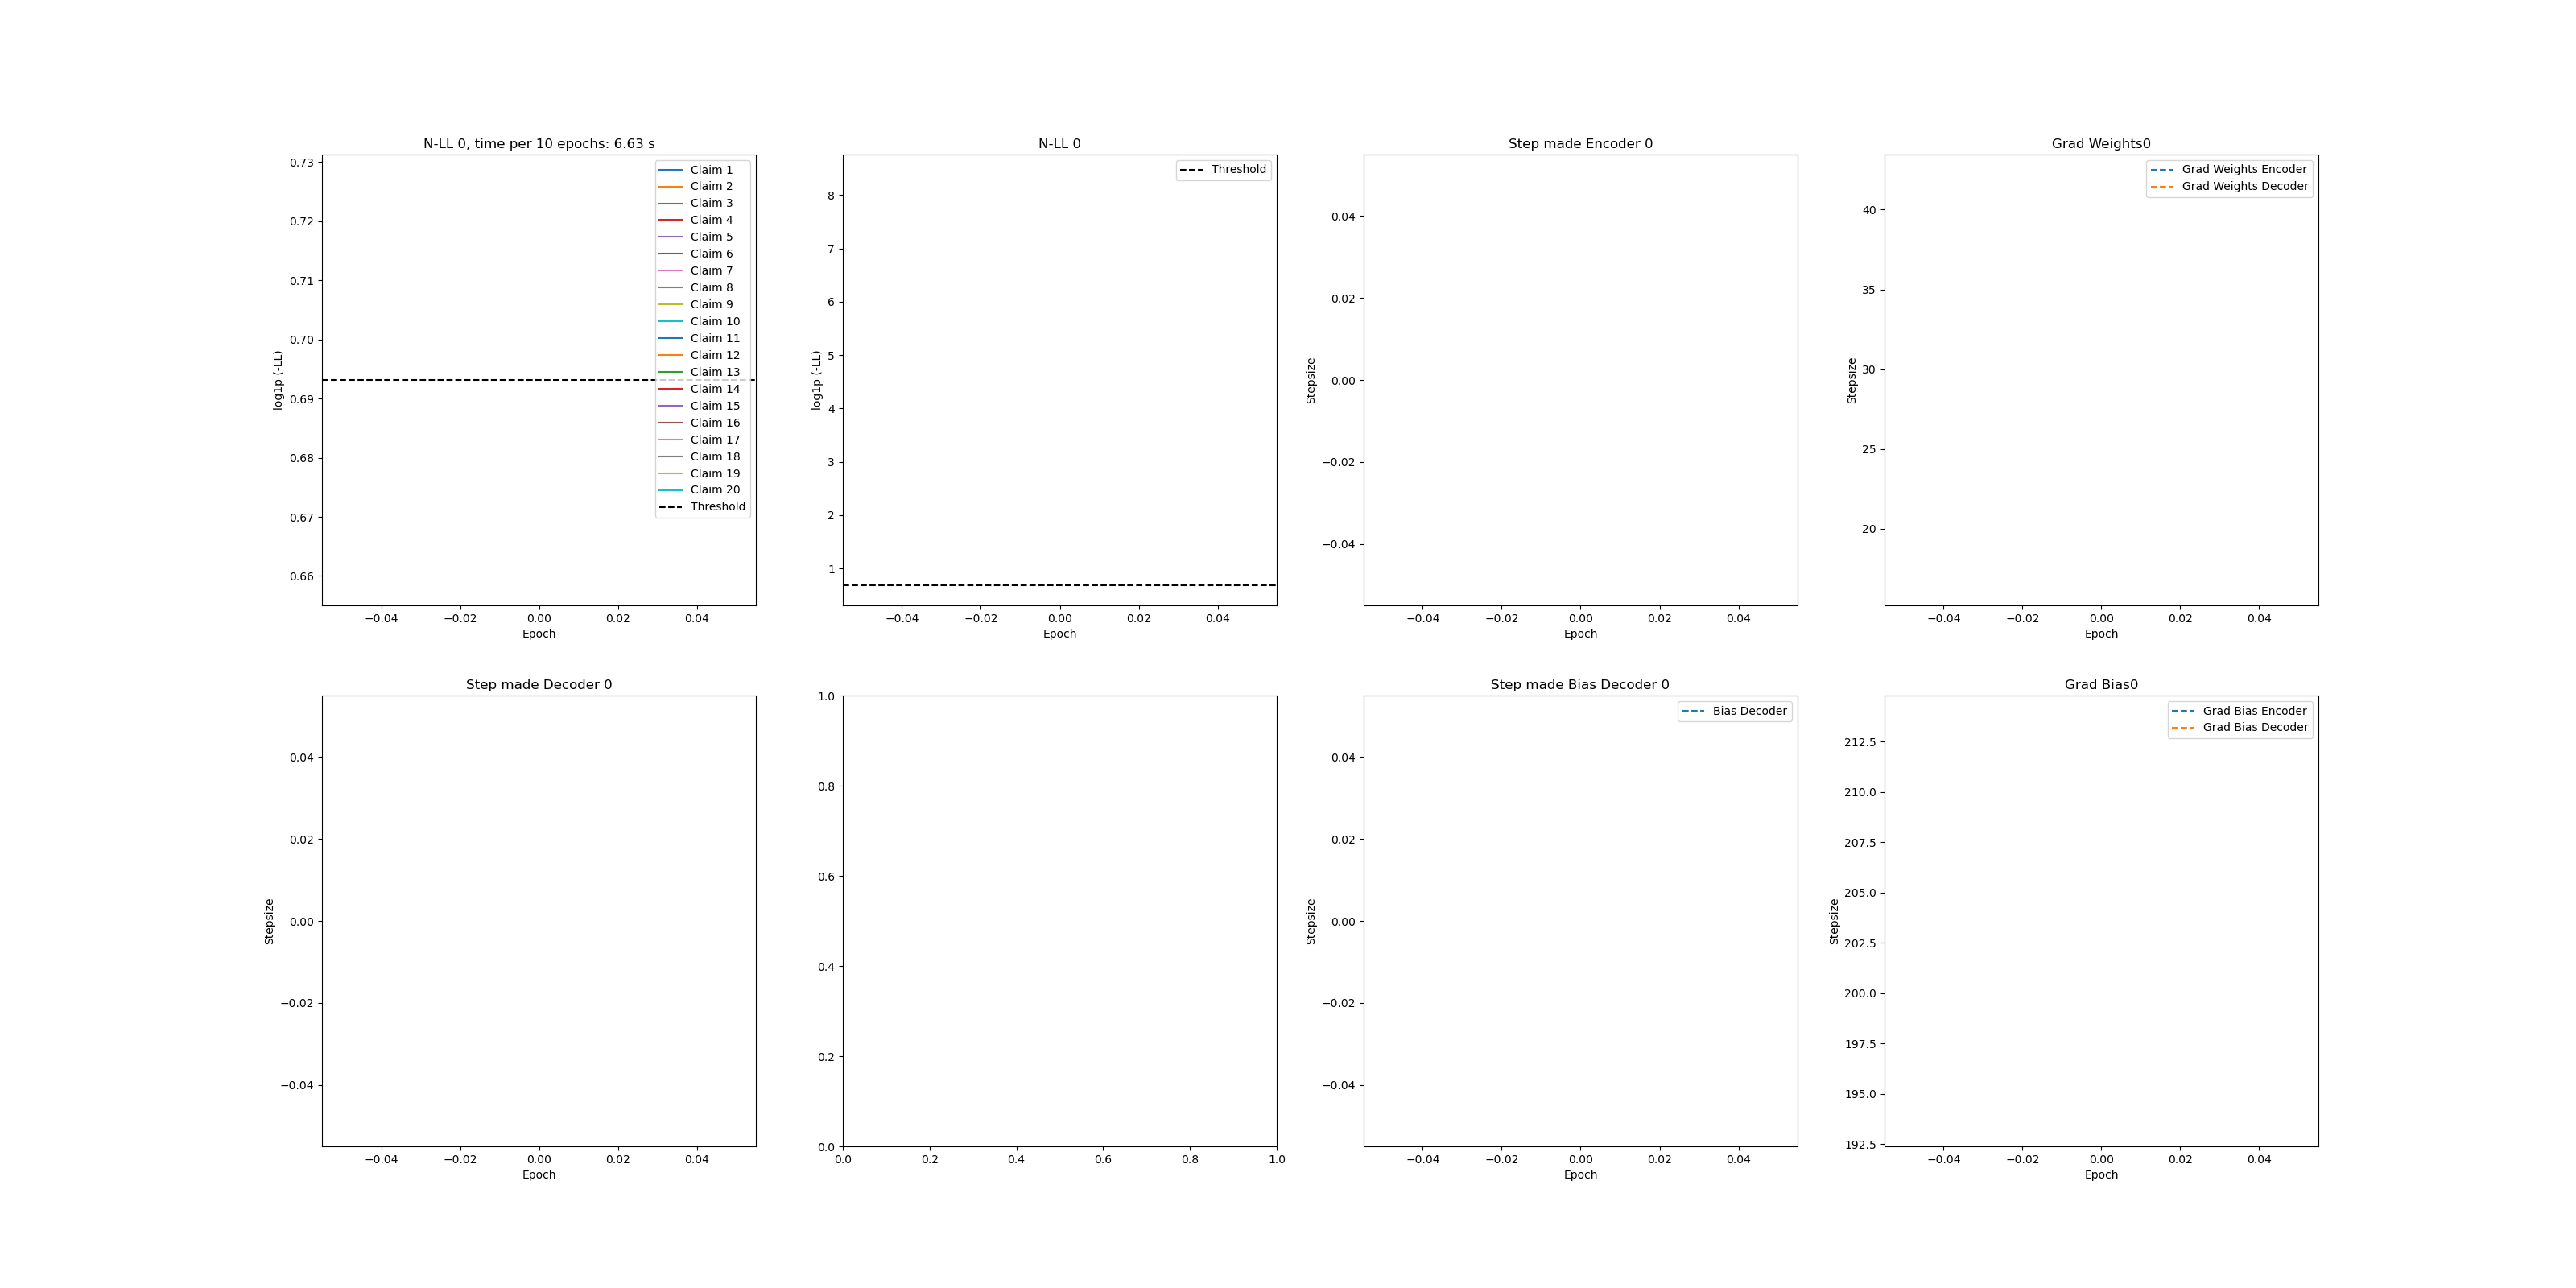 N-LL 0, time per 10 epochs: 6.63 s
0.73
0.72
0.71
0.70
0.69
0.68
0.67
0.66
log1p (-LL)
Claim 1
Claim 2
Claim 3
Claim 4
Claim 5
Claim 6
Claim 7
Claim 8
Claim 9
Claim 10
Claim 11
Claim 12
Claim 13
Claim 14
Claim 15
Claim 16
Claim 17
Claim 18
Claim 19
Claim 20
Threshold
−0.04 −0.02 0.00 0.02 0.04
Epoch
N-LL 0
8
7
6
5
4
3
2
1
log1p (-LL)
Threshold
−0.04 −0.02 0.00 0.02 0.04
Epoch
Step made Encoder 0
0.04
0.02
0.00
−0.02
−0.04
Stepsize
−0.04 −0.02 0.00 0.02 0.04
Epoch
Grad Weights0
40
35
30
25
20
Stepsize
Grad Weights Encoder
Grad Weights Decoder
−0.04 −0.02 0.00 0.02 0.04
Epoch
Step made Decoder 0
0.04
0.02
0.00
−0.02
−0.04
Stepsize
−0.04 −0.02 0.00 0.02 0.04
Epoch
1.0
0.8
0.6
0.4
0.2
0.0
0.0 0.2 0.4 0.6 0.8 1.0
Step made Bias Decoder 0
0.04
0.02
0.00
−0.02
−0.04
Stepsize
Bias Decoder
−0.04 −0.02 0.00 0.02 0.04
Epoch
Grad Bias0
212.5
210.0
207.5
205.0
202.5
200.0
197.5
195.0
192.5
Stepsize
Grad Bias Encoder
Grad Bias Decoder
−0.04 −0.02 0.00 0.02 0.04
Epoch